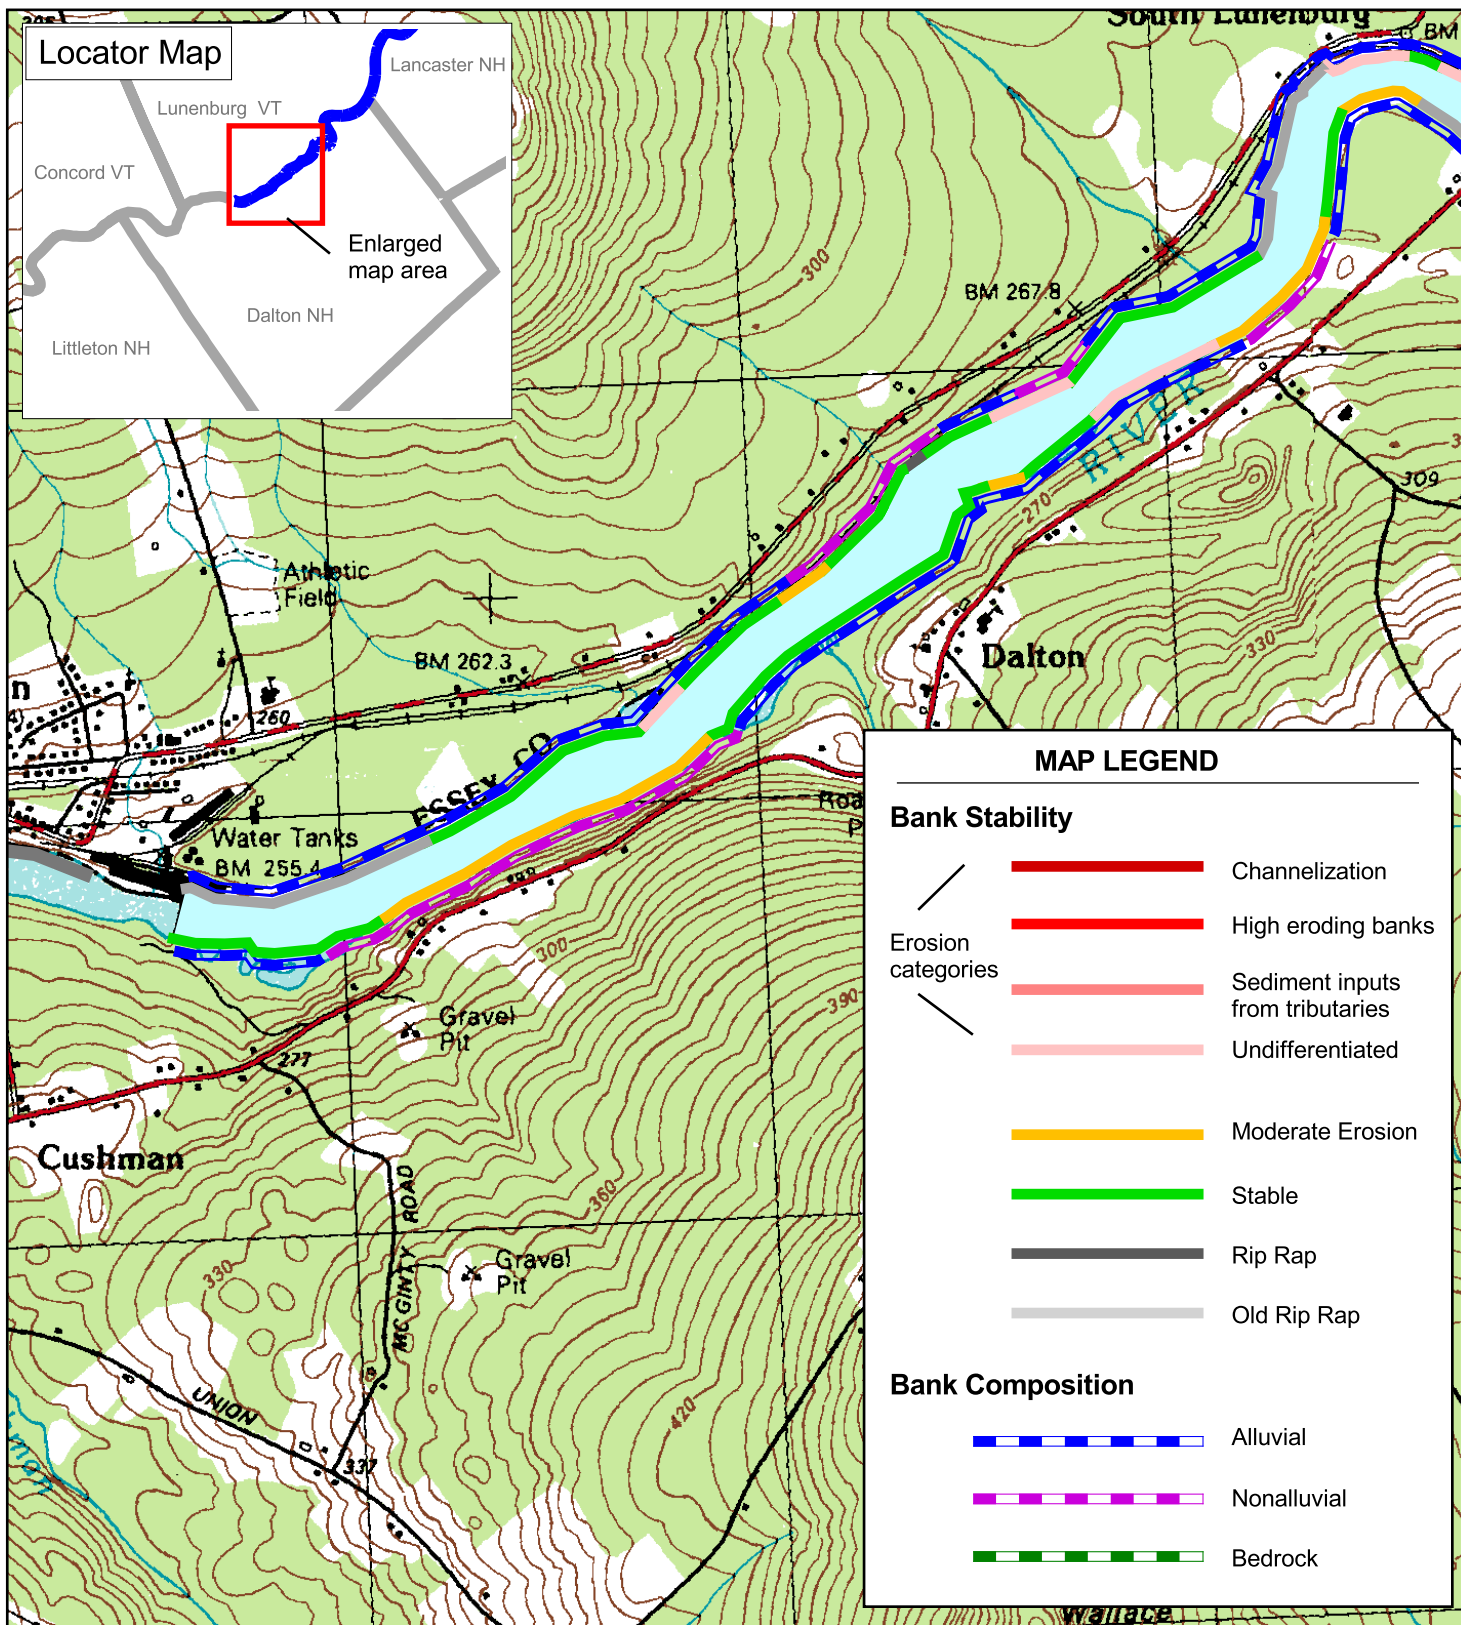 South Lunenburg
BM
Locator Map
Lancaster NH
Lunenburg VT
Concord VT
Enlarged
map area
Dalton NH
Littleton NH
300
BM 267.8
RIVER
309
270
Athletic
Field
330
Dalton
BM 262.3
n
260
ESSEX CO
Water Tanks
BM 255.4
300
390
Gravel
Pit
277
Cushman
MC GINTY ROAD
360
330
Gravel
Pit
UNION
420
337
MAP LEGEND
Bank Stability
Channelization
High eroding banks
Erosion
categories
Sediment inputs
from tributaries
Undifferentiated
Moderate Erosion
Stable
Rip Rap
Old Rip Rap
Bank Composition
Alluvial
Nonalluvial
Bedrock
Wallace